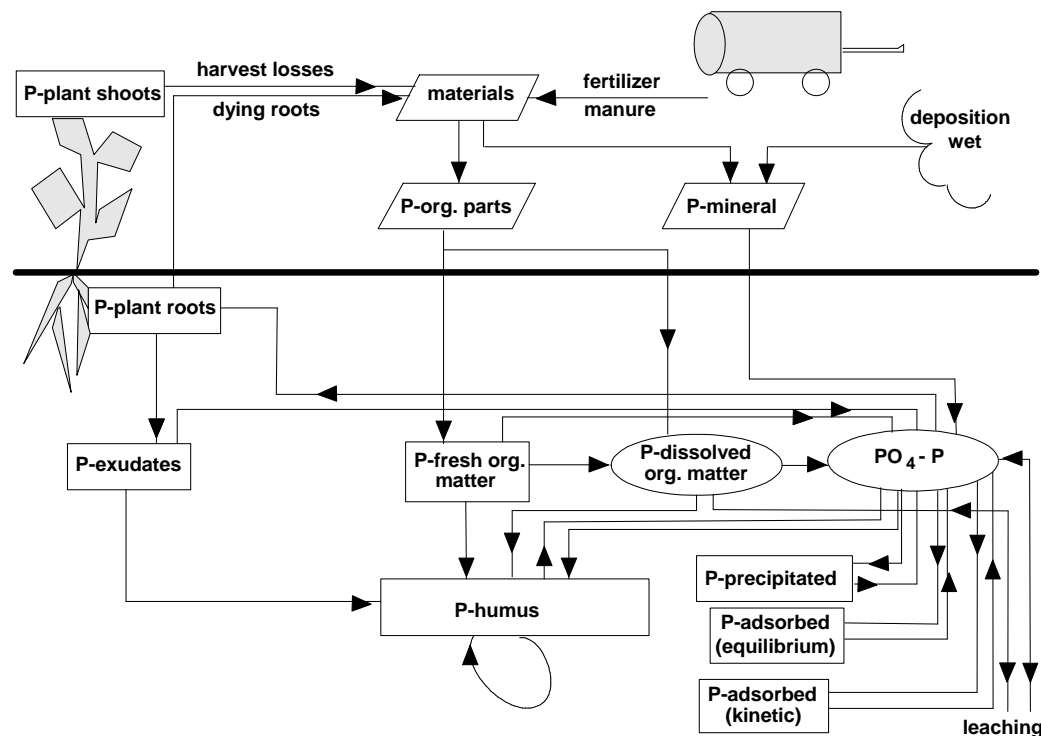 harvest losses
P-plant shoots
materials
fertilizer
manure
dying roots
deposition
wet
P-org. parts
P-mineral
P-plant roots
P-exudates
P-fresh org.
matter
P-dissolved
org. matter
PO4 - P
P-precipitated
P-humus
P-adsorbed
(equilibrium)
P-adsorbed
(kinetic)
leaching